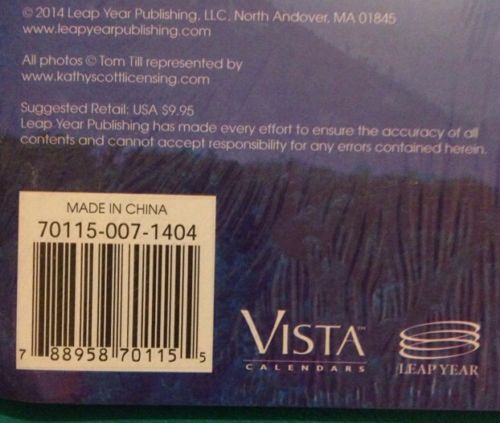 © 2014 Leap Year Publishing, LLC, North Andover, MA 01845
www.leapyearpublishing.com
All photos © Tom Till represented by
www.kathyscottlicensing.com
Suggested Retail: USA $9.95
Leap Year Publishing has made every effort to ensure the accuracy of all
contents and cannot accept responsibility for any errors contained herein.
MADE IN CHINA
70115-007-1404
7 88958 70115 5
VISTA™
CALENDARS
LEAP YEAR